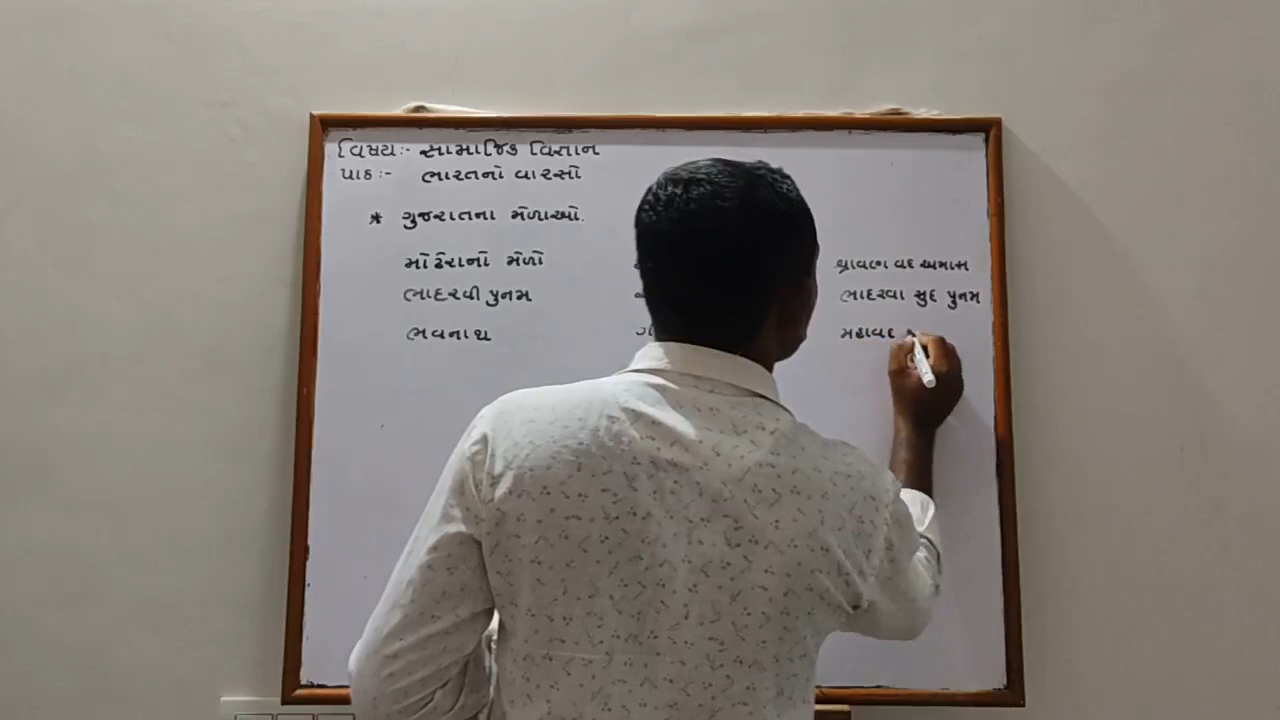 વિષય:- સામાજિક વિજ્ઞાન
પાઠ:- ભારતનો વારસો
* ગુજરાતના મેળાઓ.
મોઢેરાનો મેળો શ્રાવણ વદ અમાસ
ભાદરવી પુનમ ભાદરવા સુદ પુનમ
ભવનાથ મહાવદ